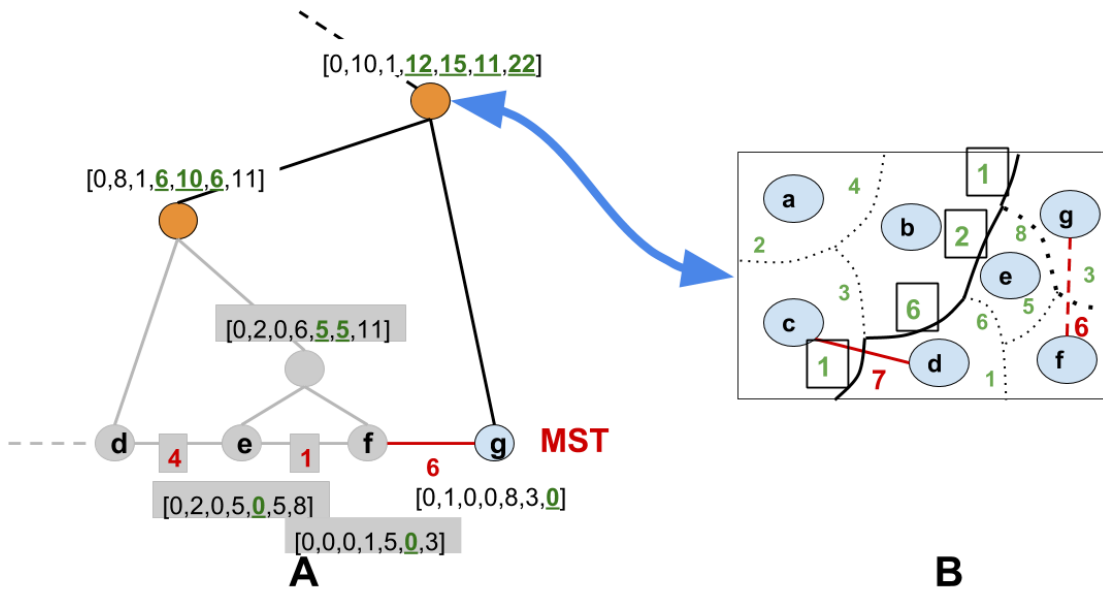 [0,10,1,12,15,11,22]
[0,8,1,6,10,6,11]
[0,2,0,6,5,5,11]
d
e
f
g
MST
4
1
6
[0,1,0,0,8,3,0]
[0,2,0,5,0,5,8]
[0,0,0,1,5,0,3]
A
a
4
1
g
b
2
8
2
e
3
3
5
c
6
6
6
1
d
f
7
1
B